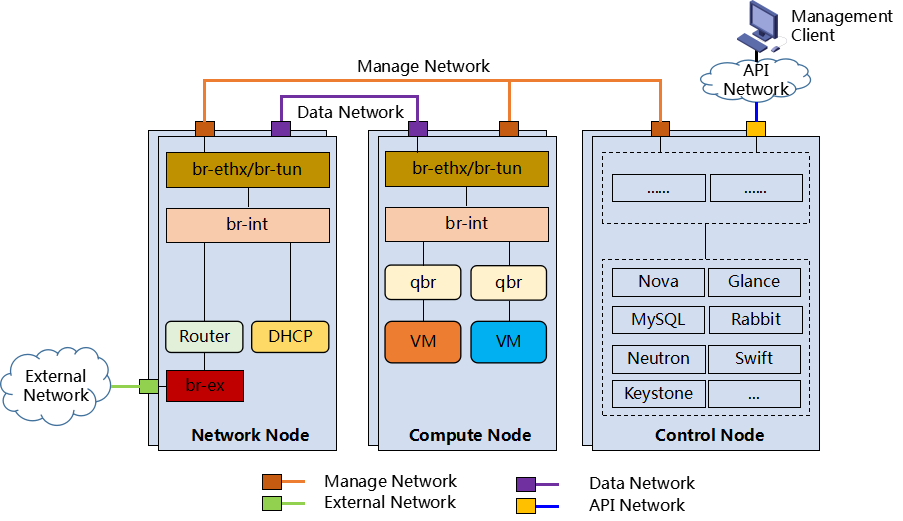 Management
Client
API
Network
Manage Network
Data Network
br-ethx/br-tun
br-int
Router
DHCP
br-ex
Network Node
External
Network
br-ethx/br-tun
br-int
qbr
qbr
VM
VM
Compute Node
......
......
Nova
Glance
MySQL
Rabbit
Neutron
Swift
Keystone
...
Control Node
Manage Network
External Network
Data Network
API Network